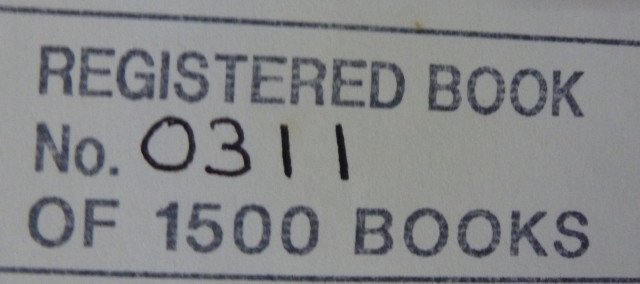 REGISTERED BOOK
No. 0311
OF 1500 BOOKS